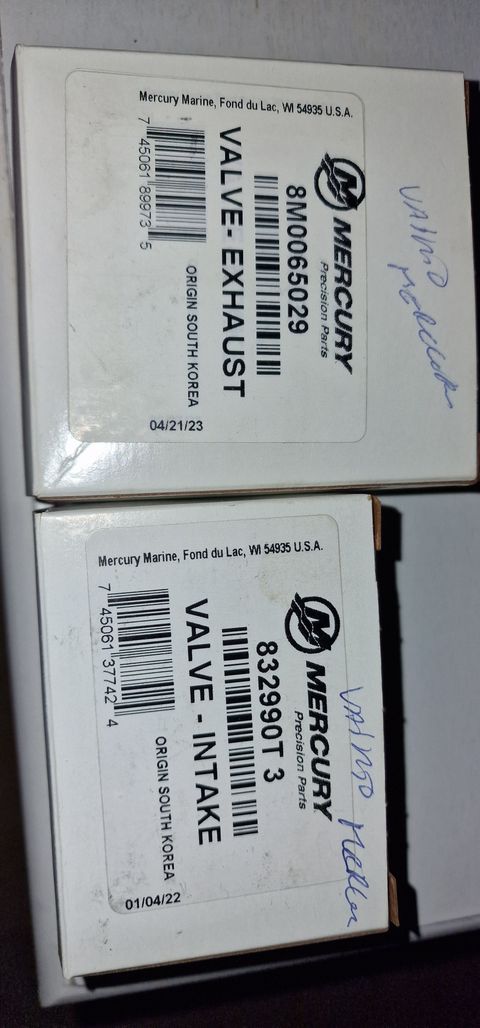 MERCURY
Precision Parts
8M0065029
VALVE- EXHAUST
ORIGIN SOUTH KOREA
7 45061 89973 5
Mercury Marine, Fond du Lac, WI 54935 U.S.A.
04/21/23
MERCURY
Precision Parts
832990T 3
VALVE - INTAKE
ORIGIN SOUTH KOREA
7 45061 37742 4
Mercury Marine, Fond du Lac, WI 54935 U.S.A.
01/04/22